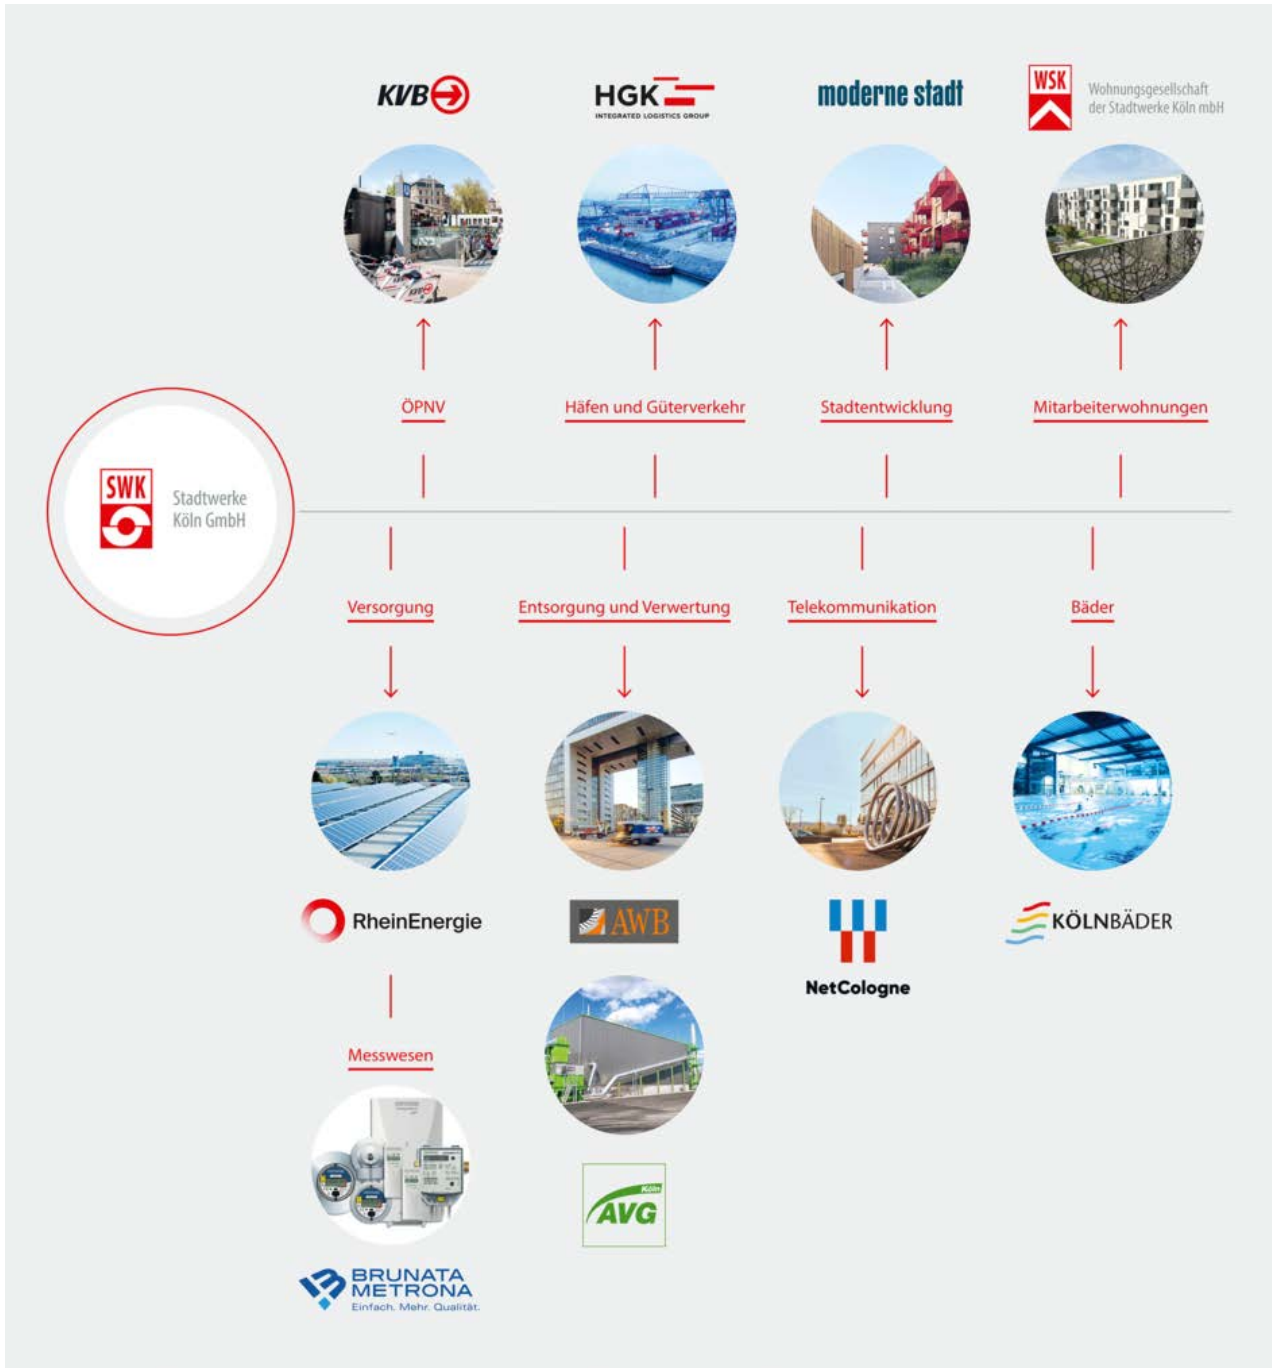 KVB
HGK
INTEGRATED LOGISTICS GROUP
moderne stadt
WSK
Wohnungsgesellschaft
der Stadtwerke Köln mbH
KVB
ÖPNV
Häfen und Güterverkehr
Stadtentwicklung
Mitarbeiterwohnungen
SWK
Stadtwerke
Köln GmbH
Versorgung
Entsorgung und Verwertung
Telekommunikation
Bäder
RheinEnergie
AWB
NetCologne
KÖLNBÄDER
Messwesen
Köln
AVG
BRUNATA
METRONA
Einfach. Mehr. Qualität.